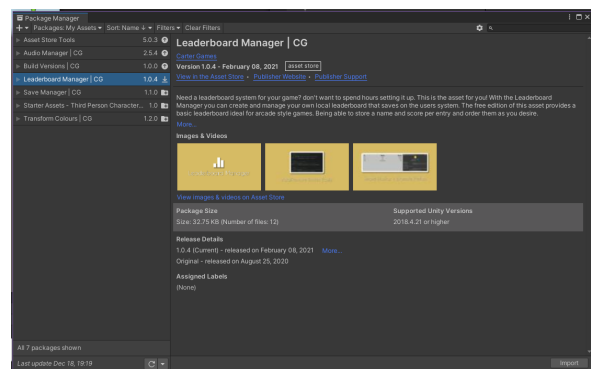 Package Manager
Packages: My Assets Sort: Name ↓ Filters Clear Filters
Asset Store Tools 5.0.3
Audio Manager | CG 2.5.4
Build Versions | CG 1.0.0
Leaderboard Manager | CG 1.0.4
Save Manager | CG 1.1.0
Starter Assets - Third Person Character... 1.0
Transform Colours | CG 1.2.0
All 7 packages shown
Last update Dec 18, 19:19
Leaderboard Manager | CG
Carter Games
Version 1.0.4 - February 08, 2021 asset store
View in the Asset Store • Publisher Website • Publisher Support
Need a leaderboard system for your game? don't want to spend hours setting it up. This is the asset for you! With the Leaderboard
Manager you can create and manage your own local leaderboard that saves on the users system. The free edition of this asset provides a
basic leaderboard ideal for arcade style games. Being able to store a name and score per entry and order them as you desire.
More...
Images & Videos
View images & videos on Asset Store
Package Size
Size: 32.75 KB (Number of files: 12)
Supported Unity Versions
2018.4.21 or higher
Release Details
1.0.4 (Current) - released on February 08, 2021 More...
Original - released on August 25, 2020
Assigned Labels
(None)
Import